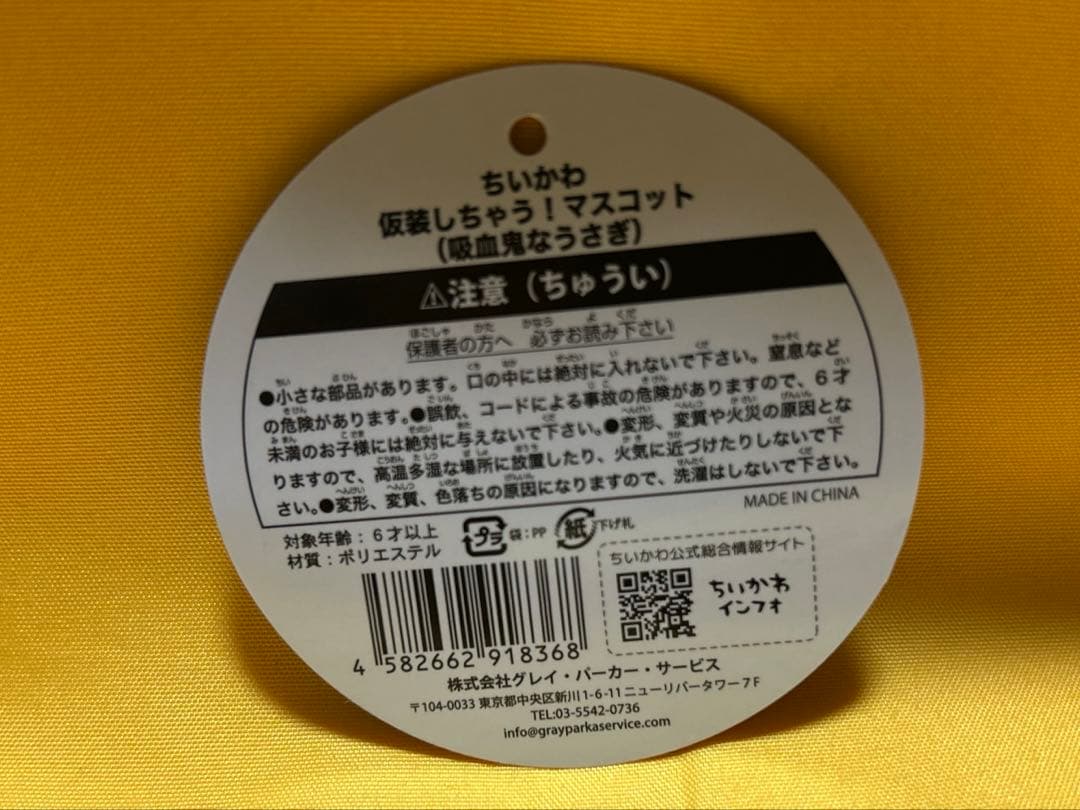 ちいかわ
仮装しちゃう！マスコット
（吸血鬼なうさぎ）
⚠注意（ちゅうい）
保護者の方へ 必ずお読み下さい
●小さな部品があります。口の中には絶対に入れないで下さい。窒息など
の危険があります。●誤飲、コードによる事故の危険がありますので、6才
未満のお子様には絶対に与えないで下さい。●変形、変質や火災の原因とな
りますので、高温多湿な場所に放置したり、火気に近づけたりしないで下
さい。●変形、変質、色落ちの原因になりますので、洗濯はしないで下さい。
MADE IN CHINA
対象年齢：6才以上
材質：ポリエステル
プラ 袋：PP 紙 下げ札
ちいかわ公式総合情報サイト
ちいかわ
インフォ
4 582662 918368
株式会社グレイ・パーカー・サービス
〒104-0033 東京都中央区新川1-6-11 ニューリバータワー7F
TEL:03-5542-0736
info@grayparkaservice.com